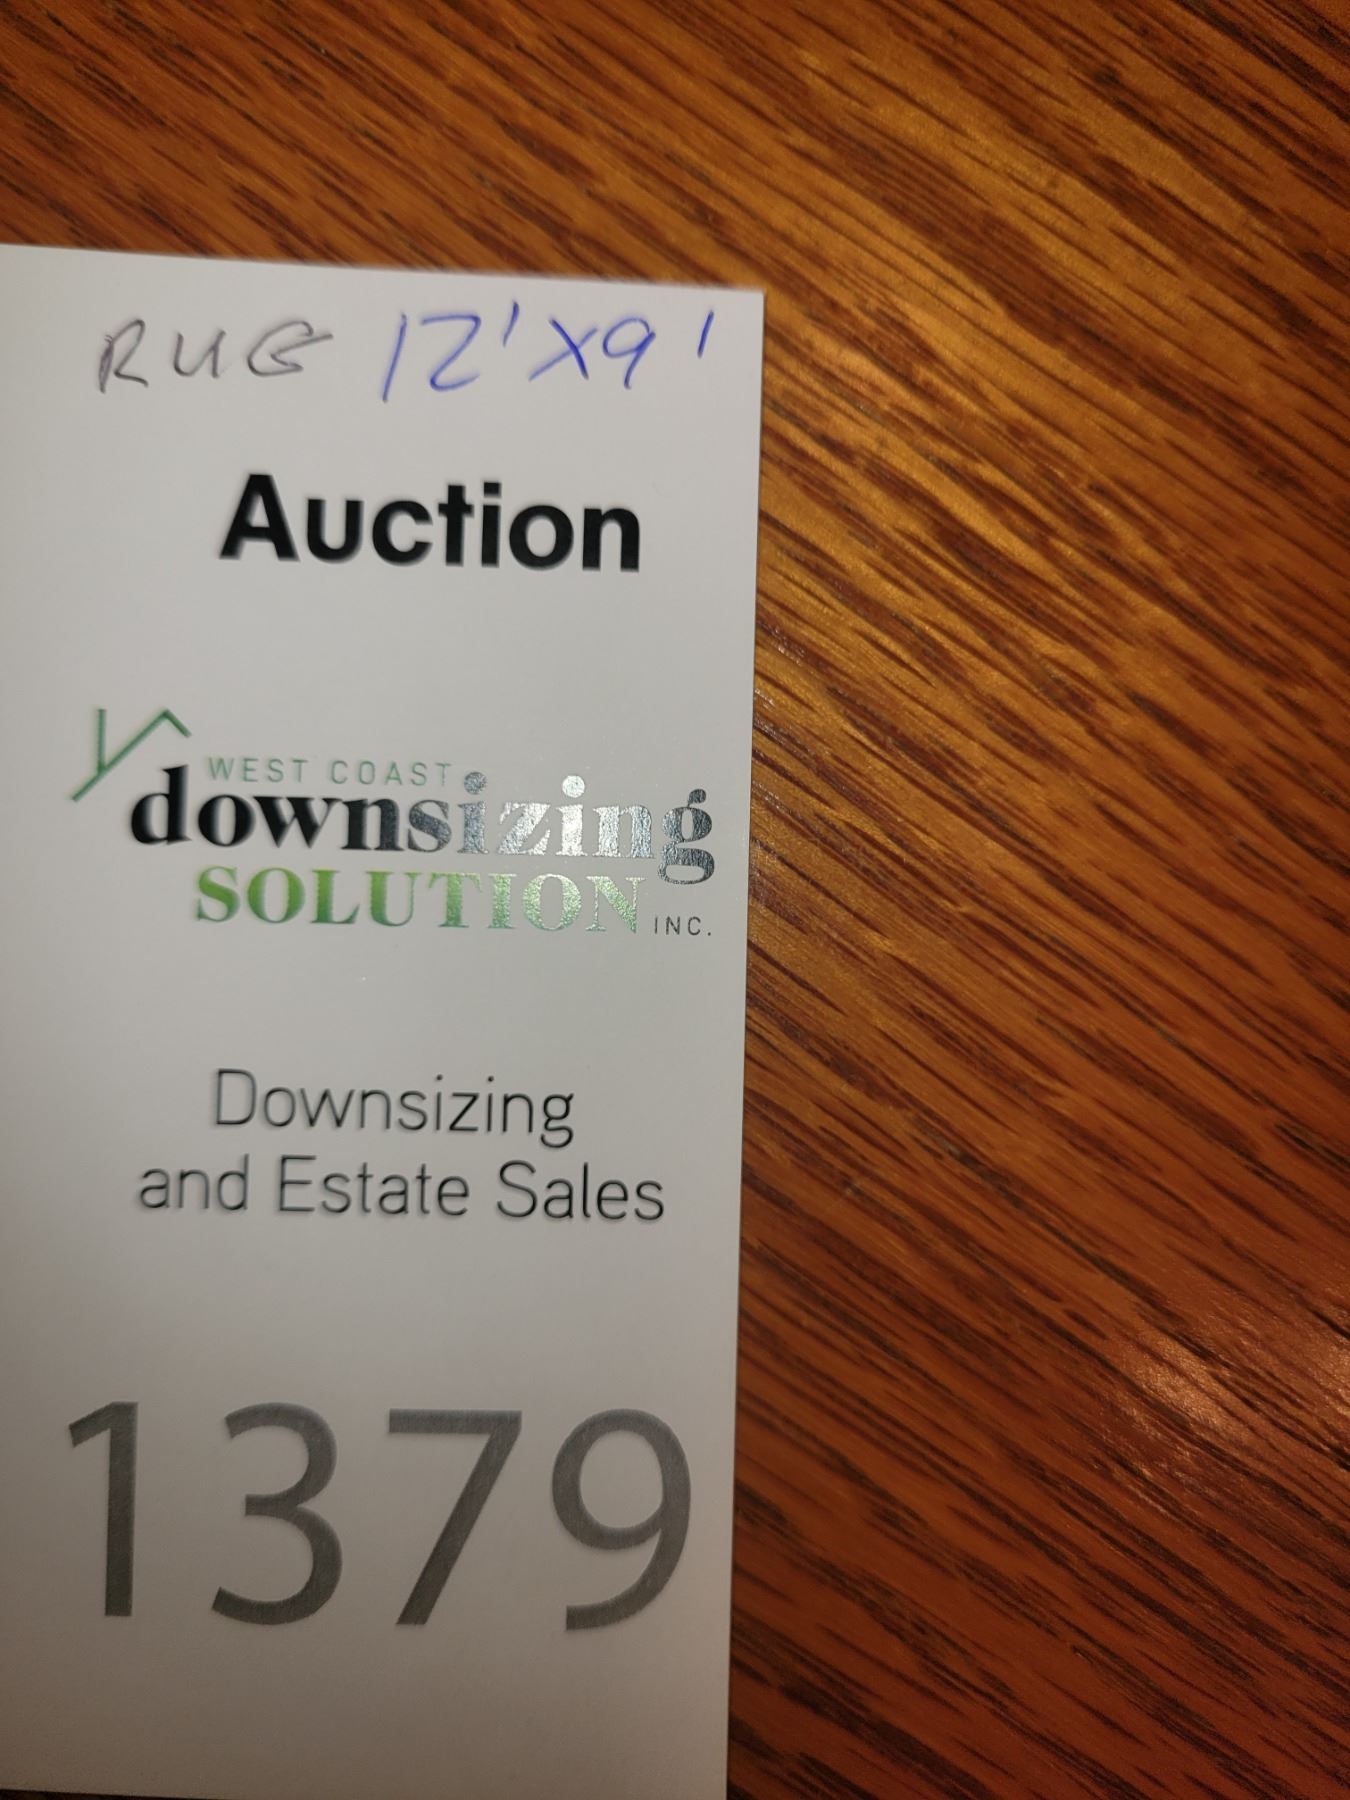 RUG 12'X9'
Auction
WEST COAST
downsizing
SOLUTION INC.
Downsizing
and Estate Sales
1379